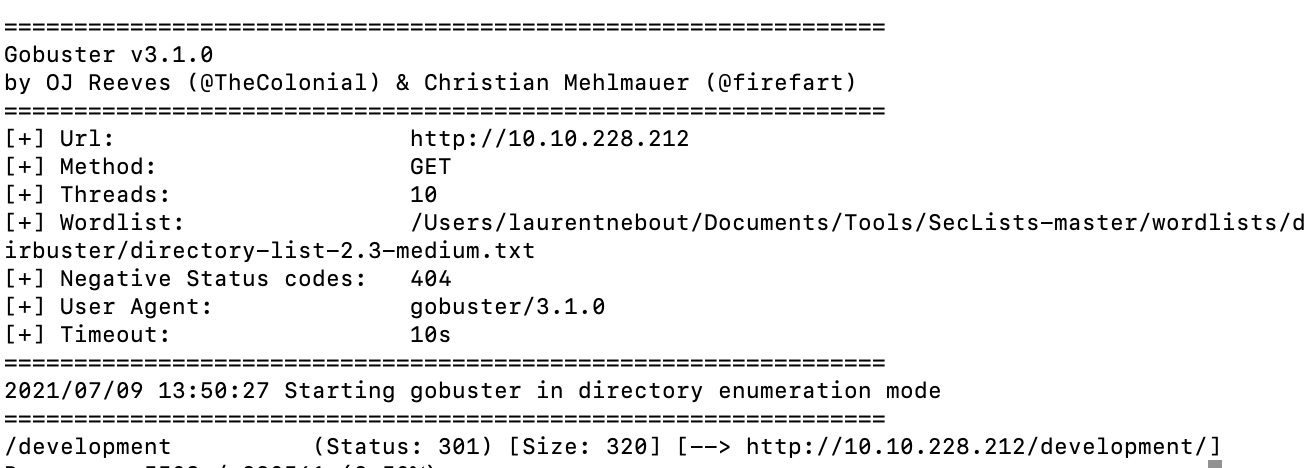 ===============================================================
Gobuster v3.1.0
by OJ Reeves (@TheColonial) & Christian Mehlmauer (@firefart)
===============================================================
[+] Url:                     http://10.10.228.212
[+] Method:                  GET
[+] Threads:                 10
[+] Wordlist:                /Users/laurentnebout/Documents/Tools/SecLists-master/wordlists/d
irbuster/directory-list-2.3-medium.txt
[+] Negative Status codes:   404
[+] User Agent:              gobuster/3.1.0
[+] Timeout:                 10s
===============================================================
2021/07/09 13:50:27 Starting gobuster in directory enumeration mode
===============================================================
/development          (Status: 301) [Size: 320] [--> http://10.10.228.212/development/]